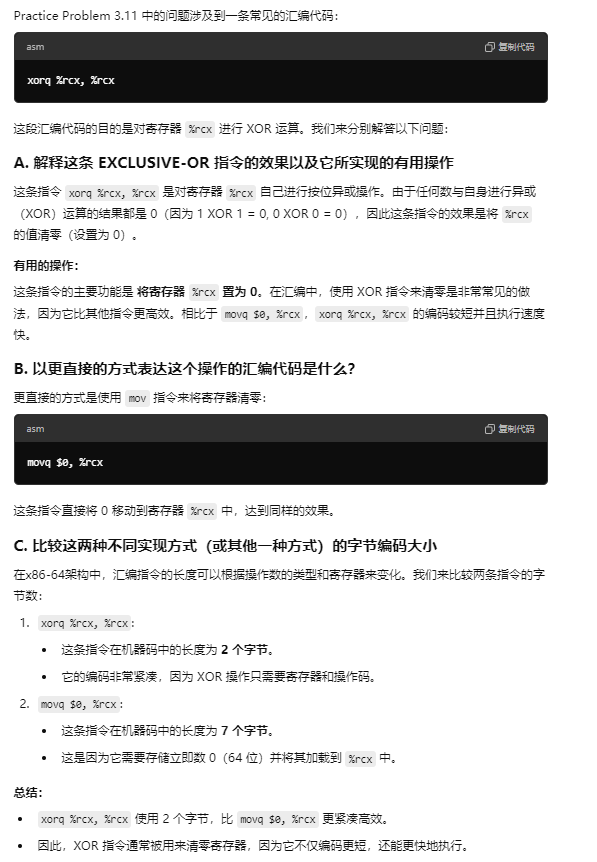 Practice Problem 3.11 中的问题涉及到一条常见的汇编代码：
asm
复制代码
xorq %rcx, %rcx
这段汇编代码的目的是对寄存器 %rcx 进行 XOR 运算。我们来分别解答以下问题：
A. 解释这条 EXCLUSIVE-OR 指令的效果以及它所实现的有用操作
这条指令 xorq %rcx, %rcx 是对寄存器 %rcx 自己进行按位异或操作。由于任何数与自身进行异或
（XOR）运算的结果都是 0（因为 1 XOR 1 = 0, 0 XOR 0 = 0），因此这条指令的效果是将 %rcx
的值清零（设置为 0）。
有用的操作：
这条指令的主要功能是 将寄存器 %rcx 置为 0。在汇编中，使用 XOR 指令来清零是非常常见的做
法，因为它比其他指令更高效。相比于 movq $0, %rcx，xorq %rcx, %rcx 的编码较短并且执行速度
快。
B. 以更直接的方式表达这个操作的汇编代码是什么？
更直接的方式是使用 mov 指令来将寄存器清零：
asm
复制代码
movq $0, %rcx
这条指令直接将 0 移动到寄存器 %rcx 中，达到同样的效果。
C. 比较这两种不同实现方式（或其他一种方式）的字节编码大小
在x86-64架构中，汇编指令的长度可以根据操作数的类型和寄存器来变化。我们来比较两条指令的字
节数：
1. xorq %rcx, %rcx：
• 这条指令在机器码中的长度为 2 个字节。
• 它的编码非常紧凑，因为 XOR 操作只需要寄存器和操作码。
2. movq $0, %rcx：
• 这条指令在机器码中的长度为 7 个字节。
• 这是因为它需要存储立即数 0（64 位）并将其加载到 %rcx 中。
总结：
• xorq %rcx, %rcx 使用 2 个字节，比 movq $0, %rcx 更紧凑高效。
• 因此，XOR 指令通常被用来清零寄存器，因为它不仅编码更短，还能更快地执行。